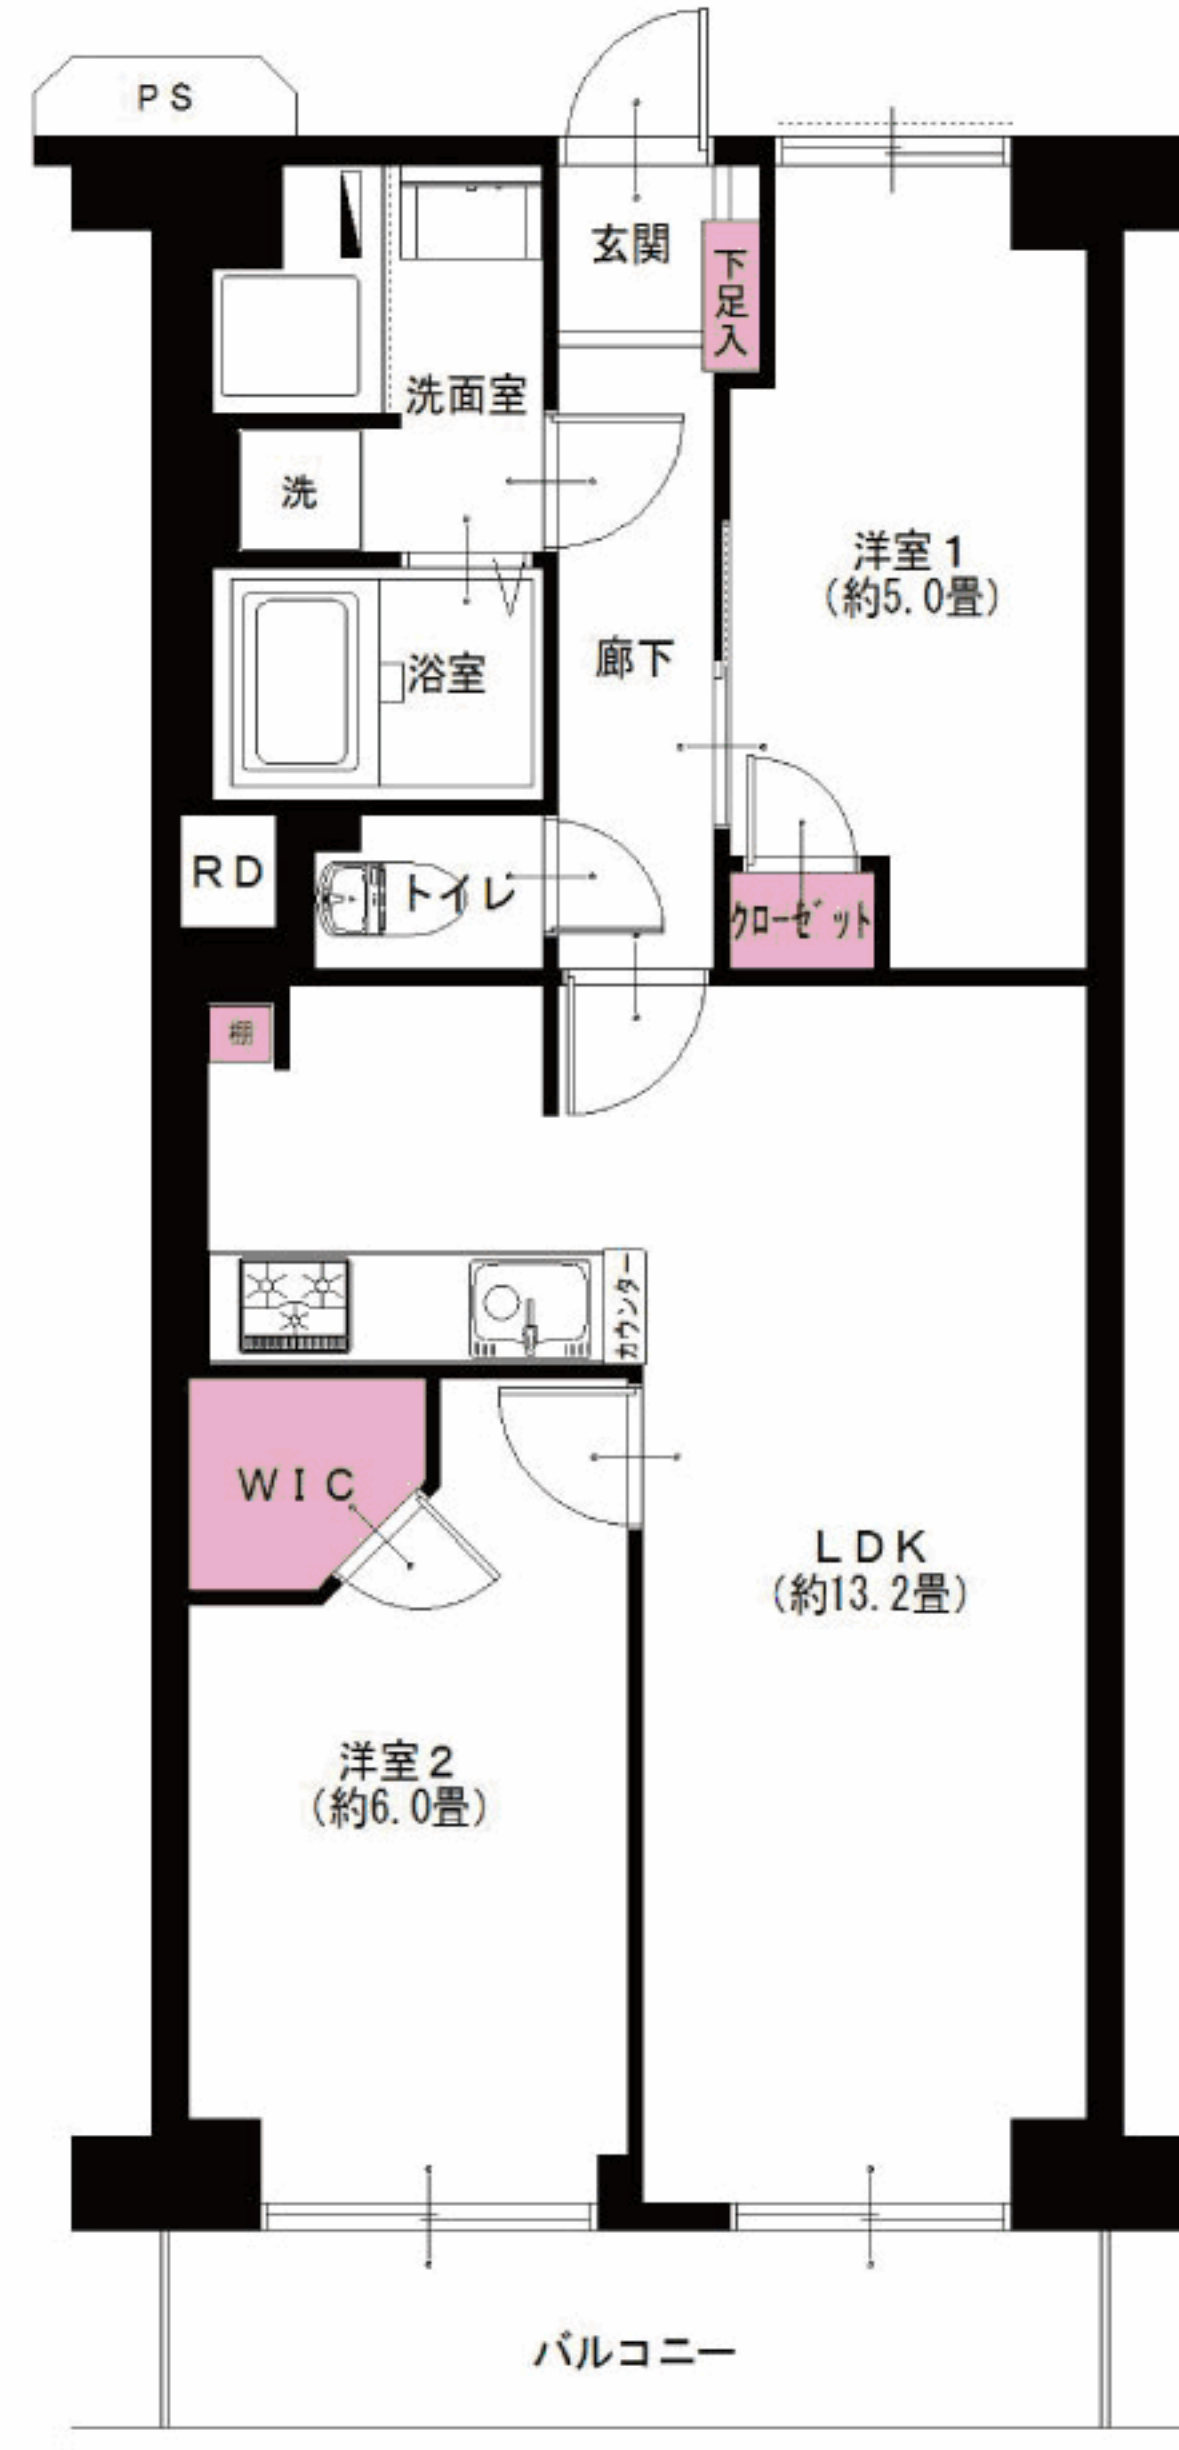 ＰＳ
玄関
下足入
洗面室
洗
洋室１
(約5.0畳)
浴室
廊下
ＲＤ
トイレ
クローゼット
棚
カウンター
ＷＩＣ
ＬＤＫ
(約13.2畳)
洋室２
(約6.0畳)
バルコニー